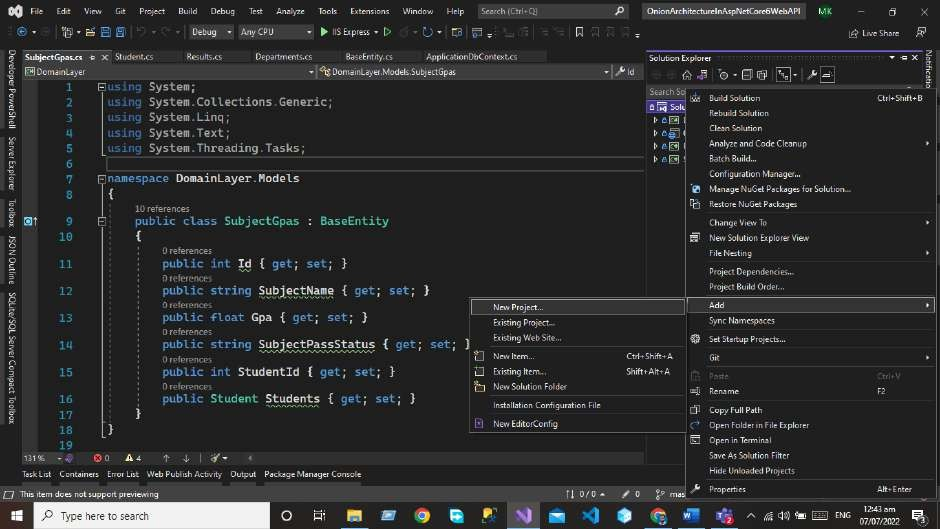 File Edit View Git Project Build Debug Test Analyze Tools Extensions Window Help Search (Ctrl+Q) OnionArchitectureInAspNetCore6WebAPI MK
Debug Any CPU IIS Express Live Share
SubjectGpas.cs Student.cs Results.cs Departments.cs BaseEntity.cs ApplicationDbContext.cs
DomainLayer DomainLayer.Models.SubjectGpas Id
Developer PowerShell
Server Explorer
Toolbox
JSON Outline
SQLite/SQL Server Compact Toolbox
1 using System;
2 using System.Collections.Generic;
3 using System.Linq;
4 using System.Text;
5 using System.Threading.Tasks;
6
7 namespace DomainLayer.Models
8 {
10 references
9 public class SubjectGpas : BaseEntity
10 {
0 references
11 public int Id { get; set; }
0 references
12 public string SubjectName { get; set; }
0 references
13 public float Gpa { get; set; }
0 references
14 public string SubjectPassStatus { get; set; }
0 references
15 public int StudentId { get; set; }
0 references
16 public Student Students { get; set; }
17 }
18 }
19
131 % 0 4
Task List Containers Error List Web Publish Activity Output Package Manager Console
This item does not support previewing 0 / 0 0
Solution Explorer
Notification
Search So
Solu
Build Solution Ctrl+Shift+B
Rebuild Solution
Clean Solution
Analyze and Code Cleanup
Batch Build...
Configuration Manager...
Manage NuGet Packages for Solution...
Restore NuGet Packages
Change View To
New Solution Explorer View
File Nesting
Project Dependencies...
Project Build Order...
Add
Sync Namespaces
Set Startup Projects...
Git
Paste Ctrl+V
Rename F2
Copy Full Path
Open Folder in File Explorer
Open in Terminal
Save As Solution Filter
Hide Unloaded Projects
Properties Alt+Enter
New Project...
Existing Project...
Existing Web Site...
New Item... Ctrl+Shift+A
Existing Item... Shift+Alt+A
New Solution Folder
Installation Configuration File
New EditorConfig
Type here to search
12:43 am
07/07/2022
3